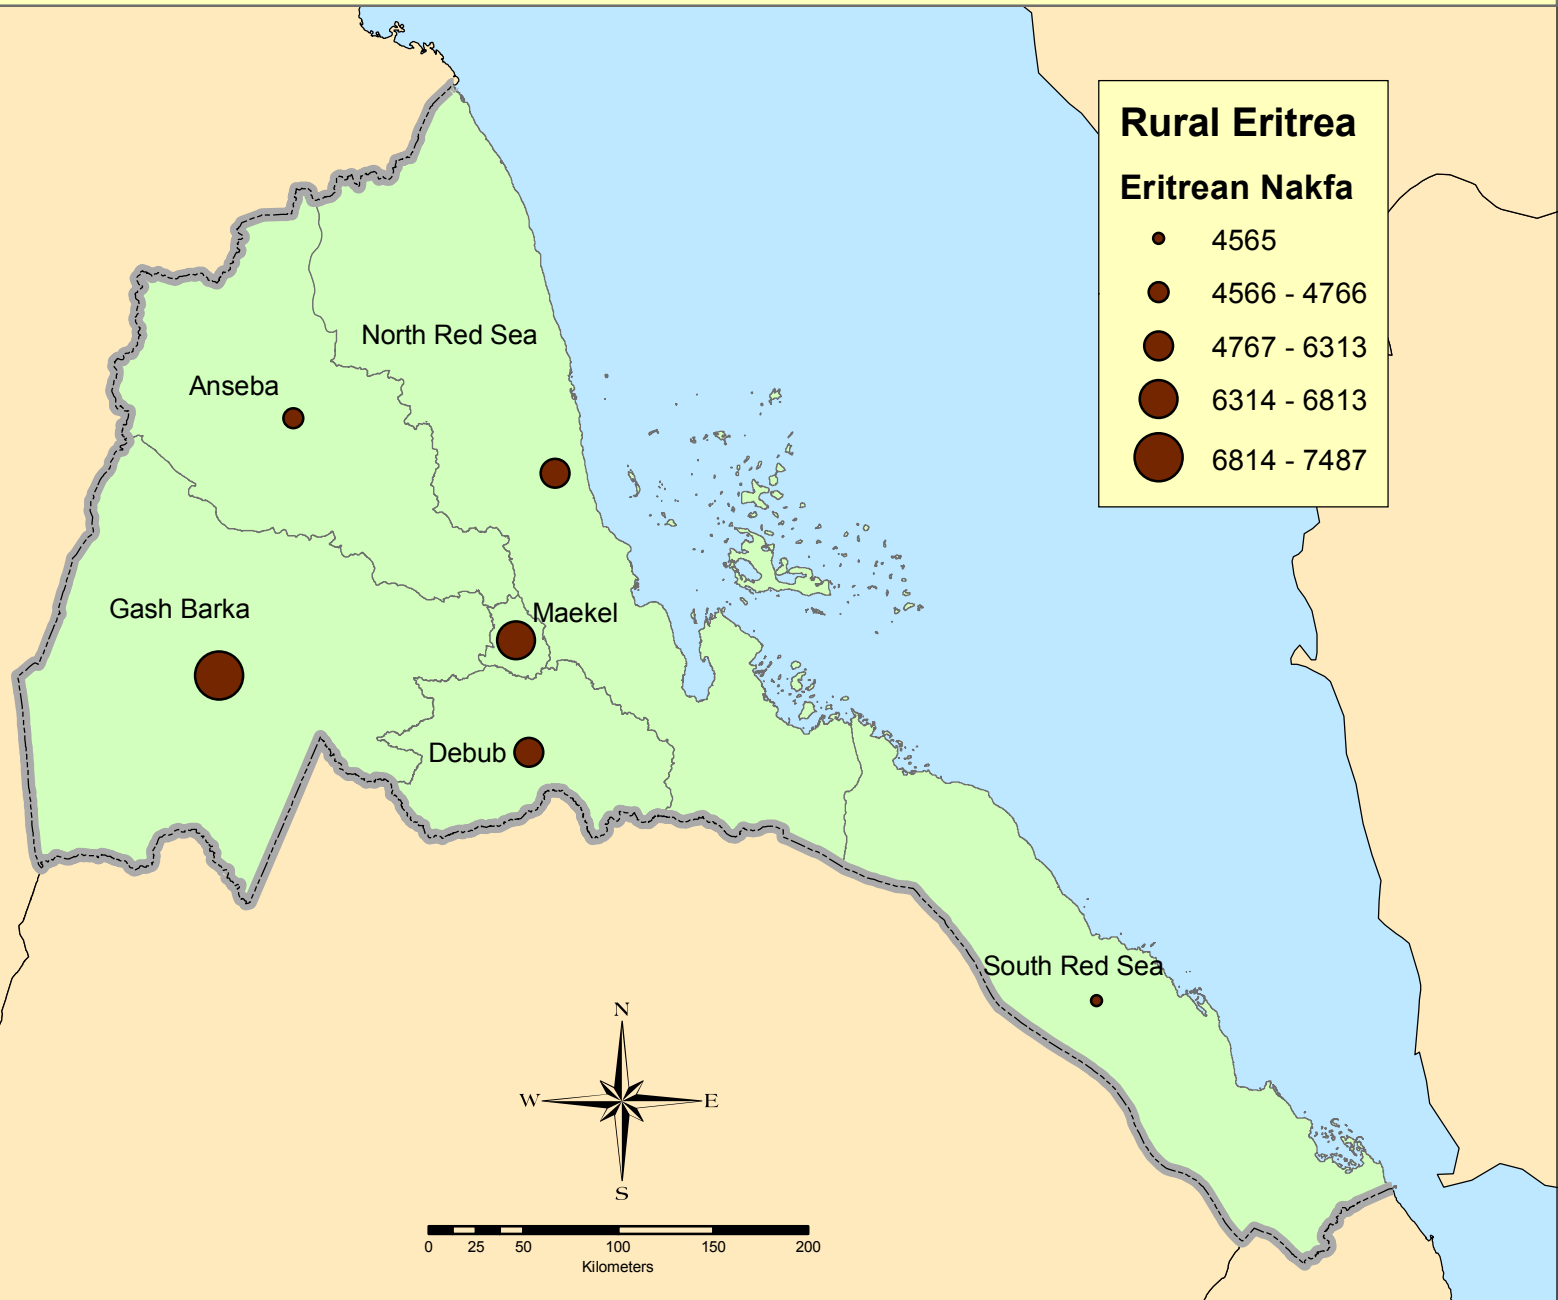 Rural Eritrea
Eritrean Nakfa
4565
4566 - 4766
4767 - 6313
6314 - 6813
6814 - 7487
North Red Sea
Anseba
Gash Barka
Maekel
Debub
South Red Sea
N
W E
S
0 25 50 100 150 200
Kilometers